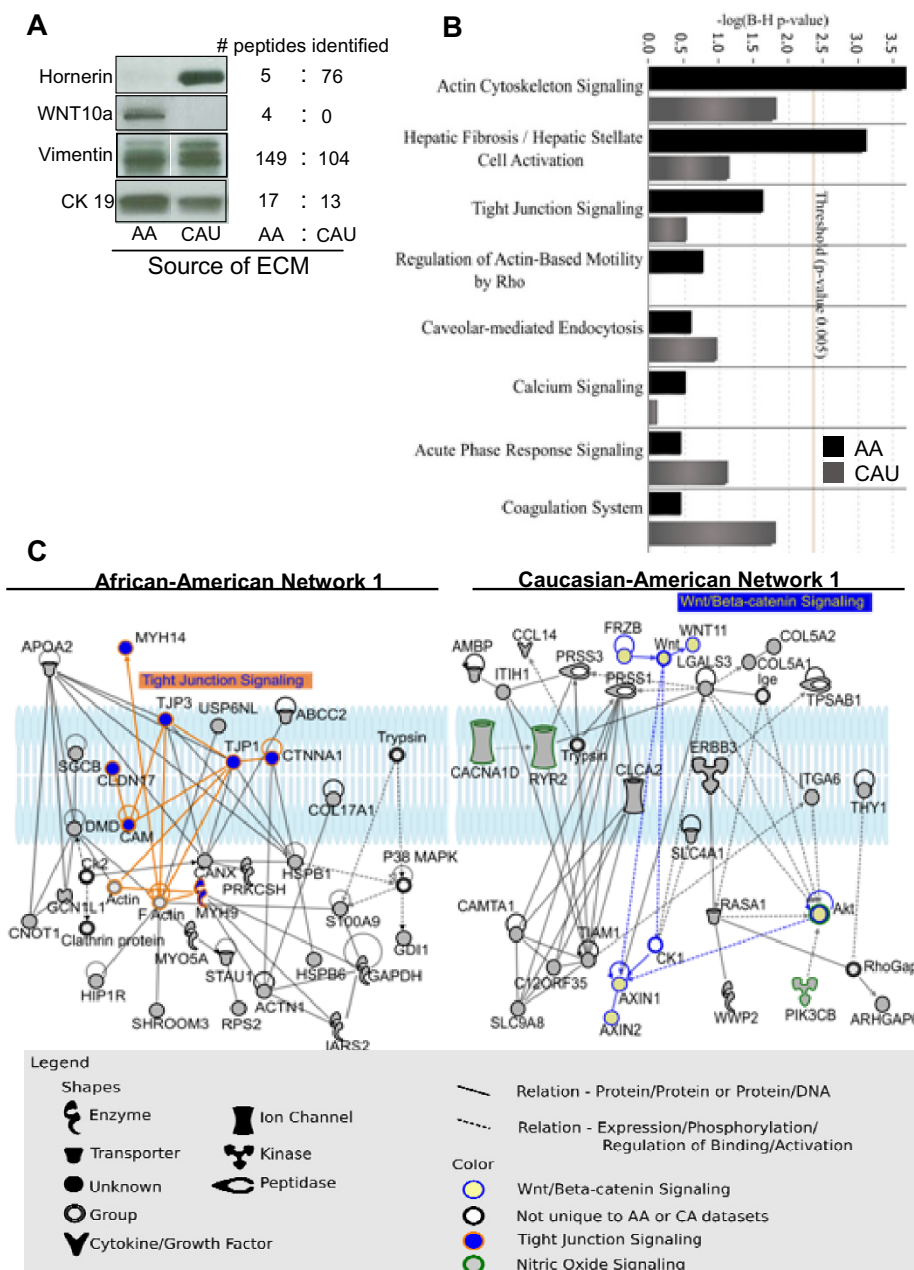 A
# peptides identified
Hornerin 5 : 76
WNT10a 4 : 0
Vimentin 149 : 104
CK 19 17 : 13
AA CAU AA : CAU
Source of ECM
B
-log(B-H p-value)
0.0 0.5 1.0 1.5 2.0 2.5 3.0 3.5
Actin Cytoskeleton Signaling
Hepatic Fibrosis / Hepatic Stellate
Cell Activation
Tight Junction Signaling
Regulation of Actin-Based Motility
by Rho
Caveolar-mediated Endocytosis
Calcium Signaling
Acute Phase Response Signaling
Coagulation System
Threshold (p-value 0.005)
AA
CAU
C
African-American Network 1
MYH14
APOA2
Tight Junction Signaling
TJP3
USP6NL
ABCC2
TJP1
CTNNA1
Trypsin
SGCB
CLDN17
COL17A1
DMD
CAM
Ck2
CANX
HSPB1
P38 MAPK
PRKCSH
GCN1L1
Actin
F Actin
MYH9
S100A9
CNOT1
Clathrin protein
GDI1
MYO5A
STAU1
HSPB6
GAPDH
HIP1R
ACTN1
SHROOM3
RPS2
IARS2
Caucasian-American Network 1
Wnt/Beta-catenin Signaling
FRZB
WNT11
Wnt
CCL14
AMBP
PRSS3
LGALS3
COL5A2
COL5A1
ITIH1
PRSS1
Ige
TPSAB1
Trypsin
ERBB3
CACNA1D
RYR2
CLCA2
ITGA6
THY1
SLC4A1
CAMTA1
TIAM1
RASA1
Akt
CK1
RhoGap
C12ORF35
AXIN1
SLC9A8
AXIN2
WWP2
PIK3CB
Legend
Shapes
Enzyme
Transporter
Unknown
Group
Cytokine/Growth Factor
Ion Channel
Kinase
Peptidase
Relation - Protein/Protein or Protein/DNA
Relation - Expression/Phosphorylation/
Regulation of Binding/Activation
Color
Wnt/Beta-catenin Signaling
Not unique to AA or CA datasets
Tight Junction Signaling
Nitric Oxide Signaling